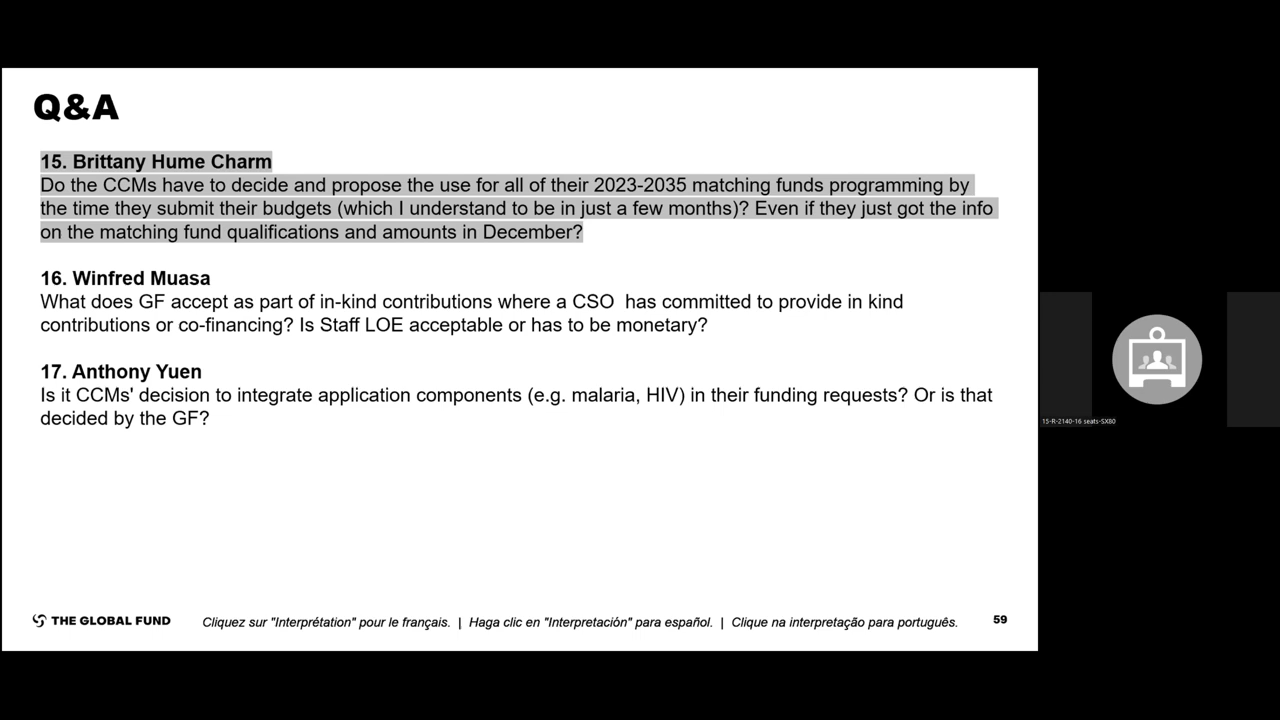 Q&A
15. Brittany Hume Charm
Do the CCMs have to decide and propose the use for all of their 2023-2035 matching funds programming by
the time they submit their budgets (which I understand to be in just a few months)? Even if they just got the info
on the matching fund qualifications and amounts in December?
16. Winfred Muasa
What does GF accept as part of in-kind contributions where a CSO  has committed to provide in kind
contributions or co-financing? Is Staff LOE acceptable or has to be monetary?
17. Anthony Yuen
Is it CCMs' decision to integrate application components (e.g. malaria, HIV) in their funding requests? Or is that
decided by the GF?
THE GLOBAL FUND
Cliquez sur "Interprétation" pour le français. | Haga clic en "Interpretación" para español. | Clique na interpretação para português.
59
15-R-2140-16 seats-SX80